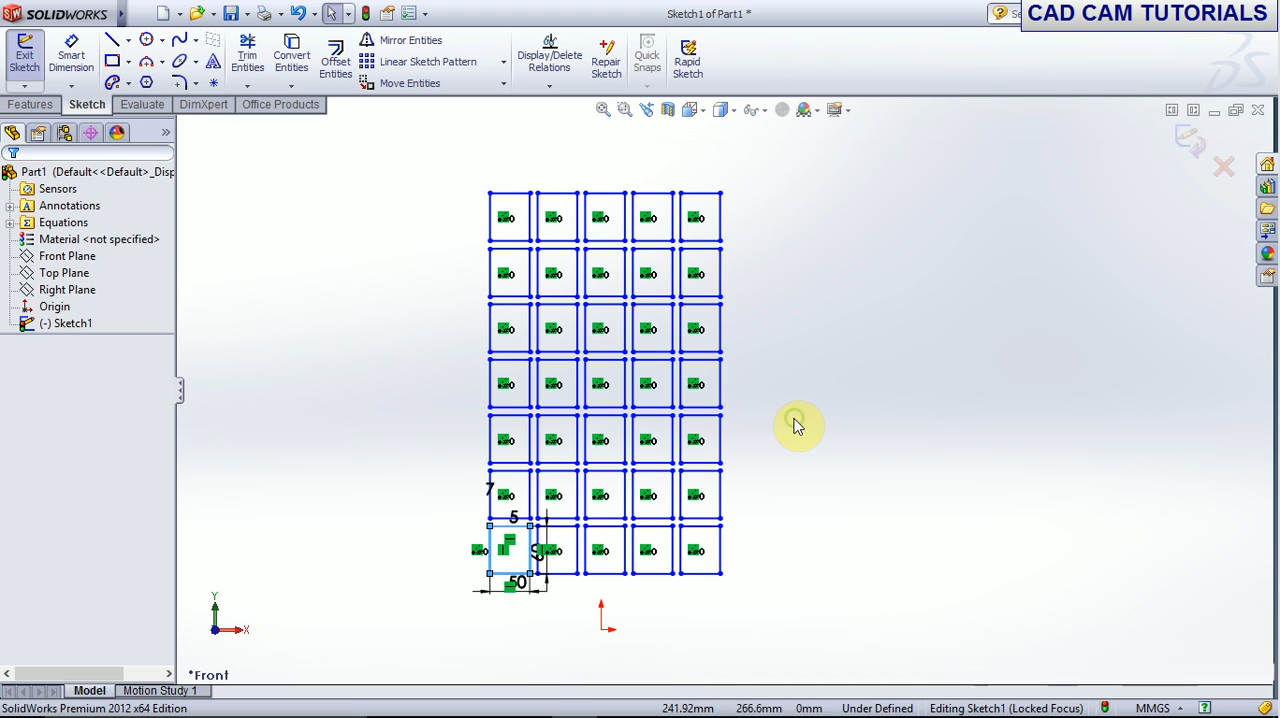 SOLIDWORKS
Sketch1 of Part1 *
Se
CAD CAM TUTORIALS
Exit Sketch
Smart Dimension
Trim Entities
Convert Entities
Offset Entities
Mirror Entities
Linear Sketch Pattern
Move Entities
Display/Delete Relations
Repair Sketch
Quick Snaps
Rapid Sketch
Features
Sketch
Evaluate
DimXpert
Office Products
Part1 (Default<<Default>_Disp
Sensors
Annotations
Equations
Material <not specified>
Front Plane
Top Plane
Right Plane
Origin
(-) Sketch1
7
5
60
50
Y
X
*Front
Model
Motion Study 1
SolidWorks Premium 2012 x64 Edition
241.92mm
266.6mm
0mm
Under Defined
Editing Sketch1 (Locked Focus)
MMGS